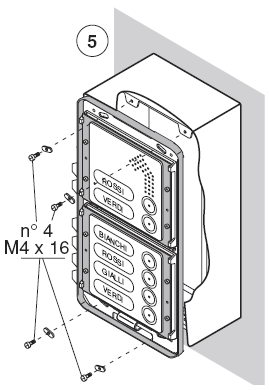 5
ROSSI
VERDI
n° 4
M4 x 16
BIANCHI
ROSSI
GIALLI
VERDI